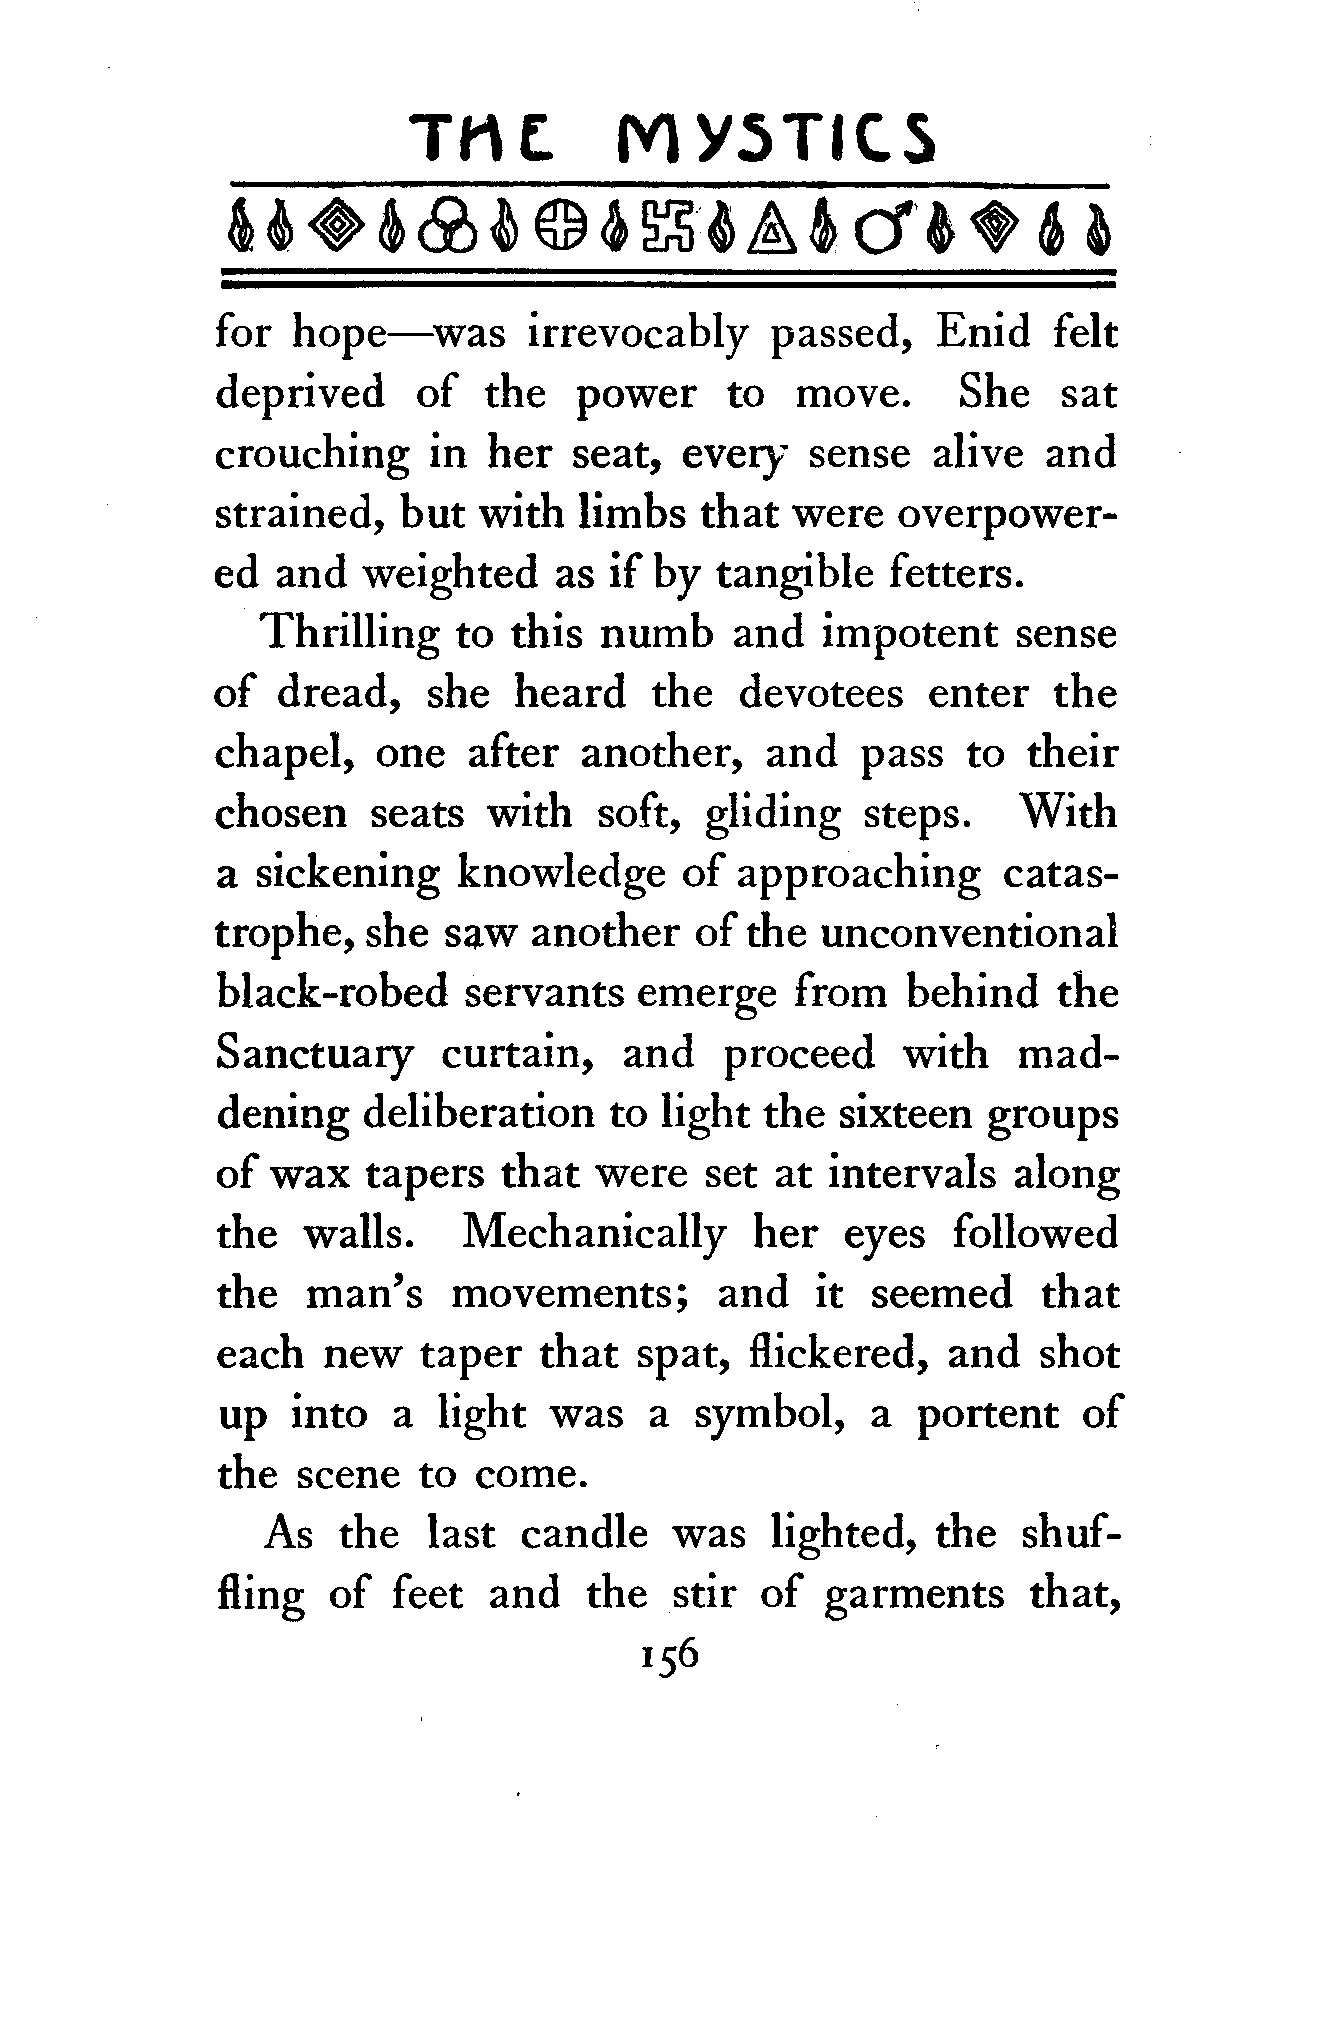 THE MYSTICS
for hope—was irrevocably passed, Enid felt
deprived of the power to move. She sat
crouching in her seat, every sense alive and
strained, but with limbs that were overpower-
ed and weighted as if by tangible fetters.
Thrilling to this numb and impotent sense
of dread, she heard the devotees enter the
chapel, one after another, and pass to their
chosen seats with soft, gliding steps. With
a sickening knowledge of approaching catas-
trophe, she saw another of the unconventional
black-robed servants emerge from behind the
Sanctuary curtain, and proceed with mad-
dening deliberation to light the sixteen groups
of wax tapers that were set at intervals along
the walls. Mechanically her eyes followed
the man's movements; and it seemed that
each new taper that spat, flickered, and shot
up into a light was a symbol, a portent of
the scene to come.
As the last candle was lighted, the shuf-
fling of feet and the stir of garments that,
156